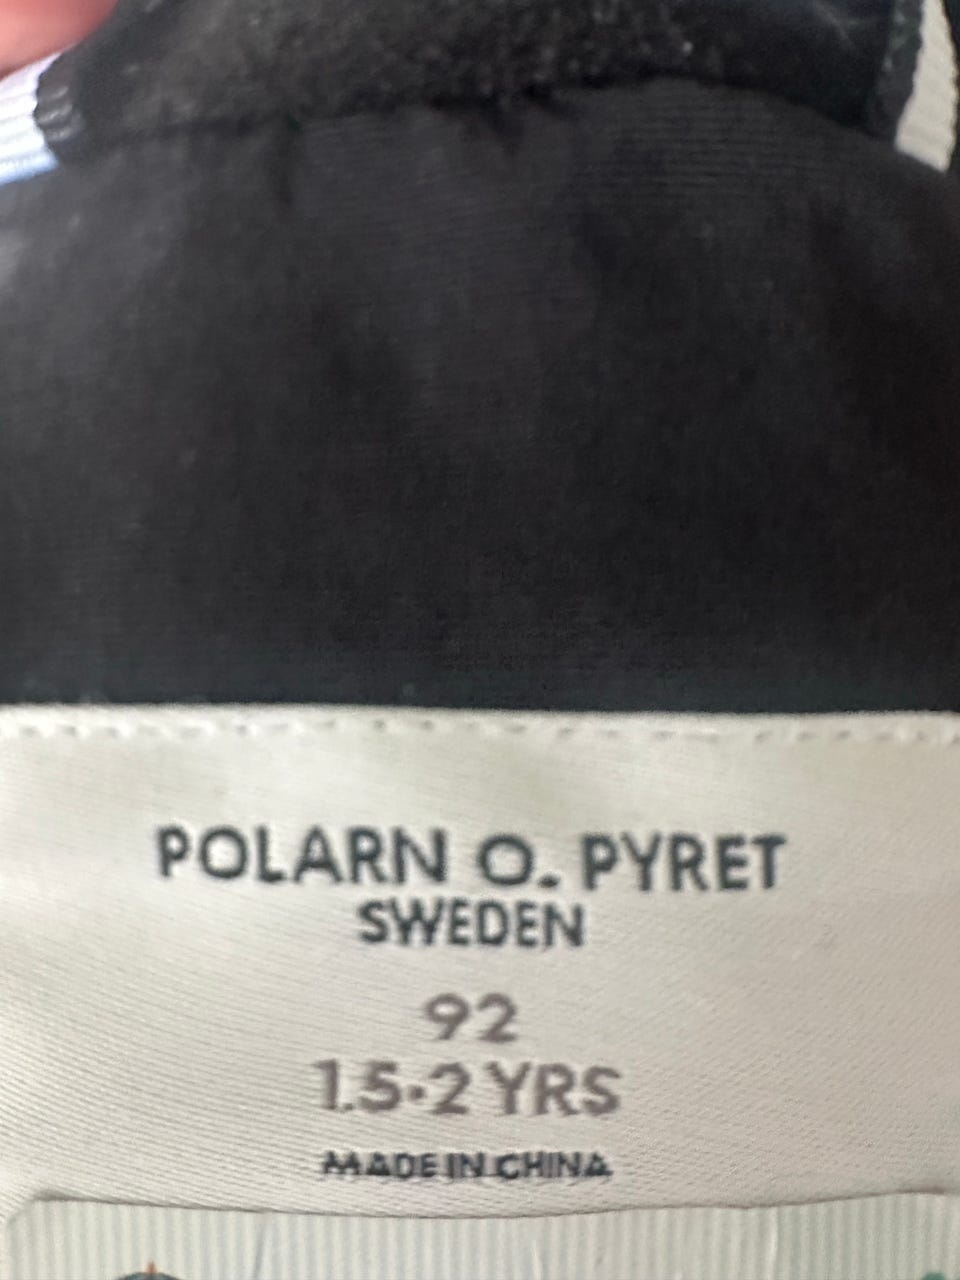 POLARN O. PYRET
SWEDEN
92
1.5-2 YRS
MADE IN CHINA